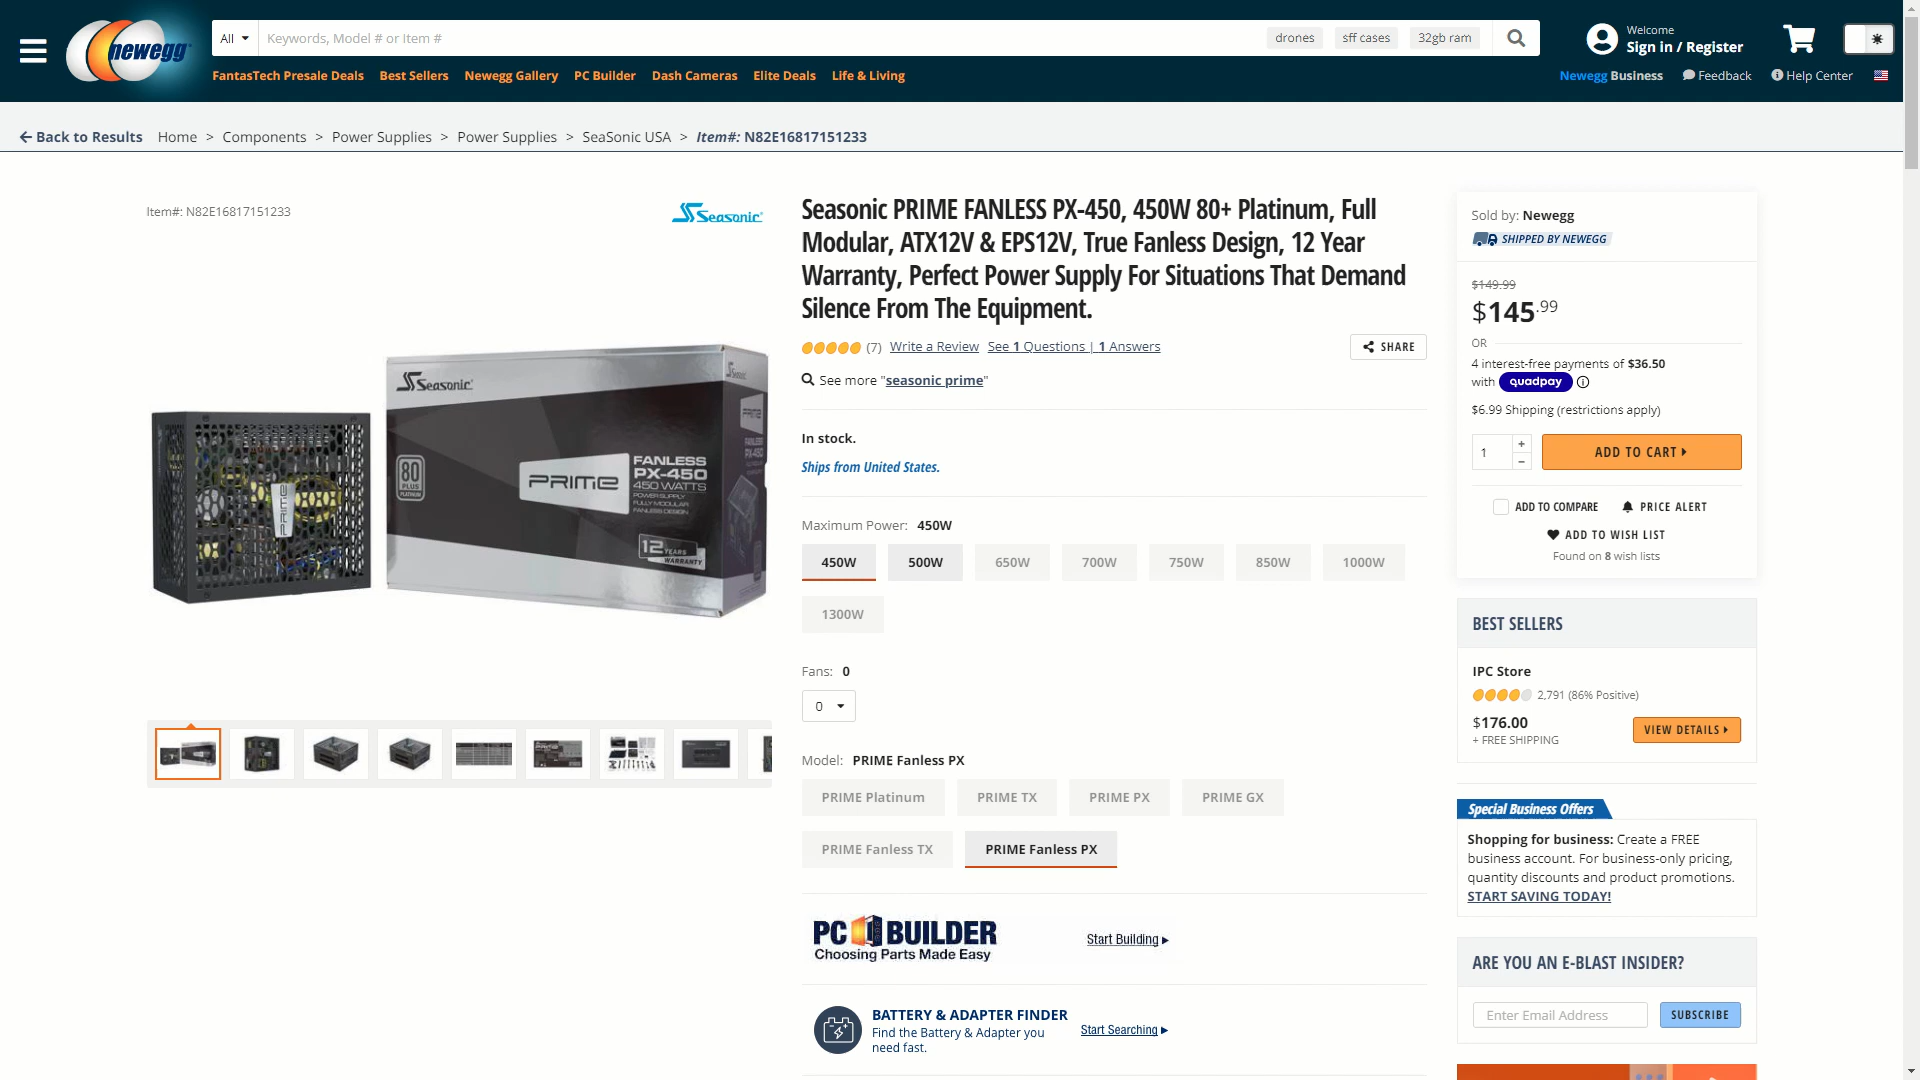 All
Keywords, Model # or Item #
drones
sff cases
32gb ram
Welcome
Sign in / Register
newegg
FantasTech Presale Deals
Best Sellers
Newegg Gallery
PC Builder
Dash Cameras
Elite Deals
Life & Living
Newegg Business
Feedback
Help Center
Back to Results
Home > Components > Power Supplies > Power Supplies > SeaSonic USA > Item#: N82E16817151233
Item#: N82E16817151233
Seasonic
Seasonic
PRIME
80
PLUS
PLATINUM
PRIME
FANLESS
PX-450
450 WATTS
POWER SUPPLY
FULLY MODULAR
FANLESS DESIGN
12 YEARS
WARRANTY
Seasonic PRIME FANLESS PX-450, 450W 80+ Platinum, Full
Modular, ATX12V & EPS12V, True Fanless Design, 12 Year
Warranty, Perfect Power Supply For Situations That Demand
Silence From The Equipment.
(7) Write a Review See 1 Questions | 1 Answers
SHARE
See more "seasonic prime"
In stock.
Ships from United States.
Maximum Power: 450W
450W
500W
650W
700W
750W
850W
1000W
1300W
Fans: 0
0
Model: PRIME Fanless PX
PRIME Platinum
PRIME TX
PRIME PX
PRIME GX
PRIME Fanless TX
PRIME Fanless PX
PC BUILDER
Choosing Parts Made Easy
Start Building
BATTERY & ADAPTER FINDER
Find the Battery & Adapter you
need fast.
Start Searching
Sold by: Newegg
SHIPPED BY NEWEGG
$149.99
$145.99
OR
4 interest-free payments of $36.50
with quadpay
$6.99 Shipping (restrictions apply)
1
+
−
ADD TO CART
ADD TO COMPARE
PRICE ALERT
ADD TO WISH LIST
Found on 8 wish lists
BEST SELLERS
IPC Store
2,791 (86% Positive)
$176.00
+ FREE SHIPPING
VIEW DETAILS
Special Business Offers
Shopping for business: Create a FREE
business account. For business-only pricing,
quantity discounts and product promotions.
START SAVING TODAY!
ARE YOU AN E-BLAST INSIDER?
Enter Email Address
SUBSCRIBE